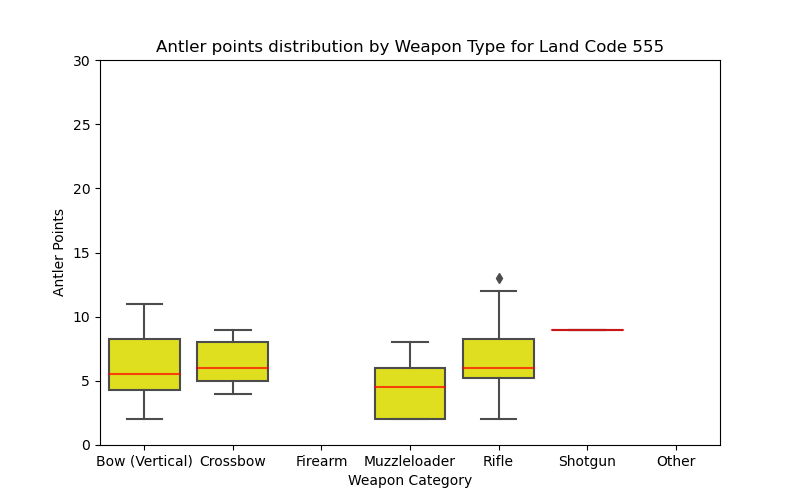 Antler points distribution by Weapon Type for Land Code 555
30
25
20
15
10
5
0
Antler Points
Bow (Vertical) Crossbow Firearm Muzzleloader Rifle Shotgun Other
Weapon Category